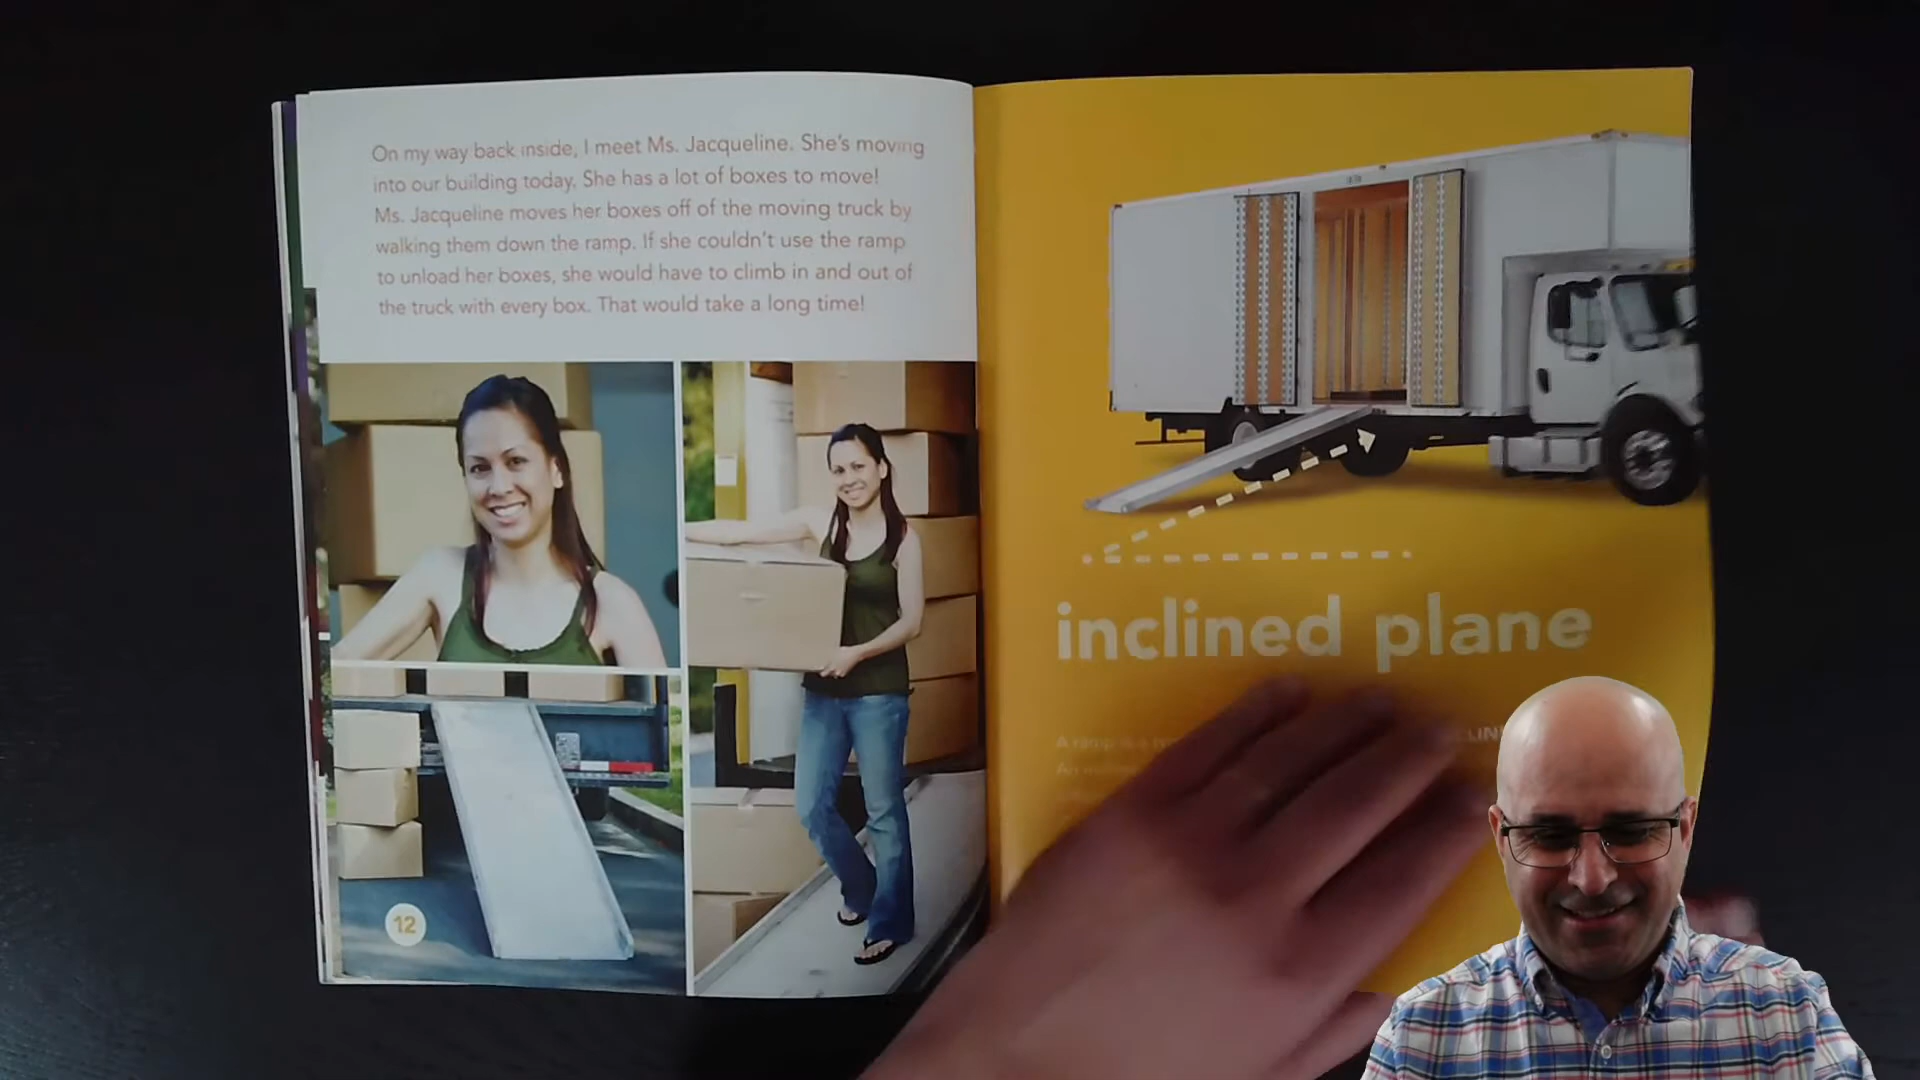 On my way back inside, I meet Ms. Jacqueline. She's moving
into our building today. She has a lot of boxes to move!
Ms. Jacqueline moves her boxes off of the moving truck by
walking them down the ramp. If she couldn't use the ramp
to unload her boxes, she would have to climb in and out of
the truck with every box. That would take a long time!
12
inclined plane
A ramp is a
An